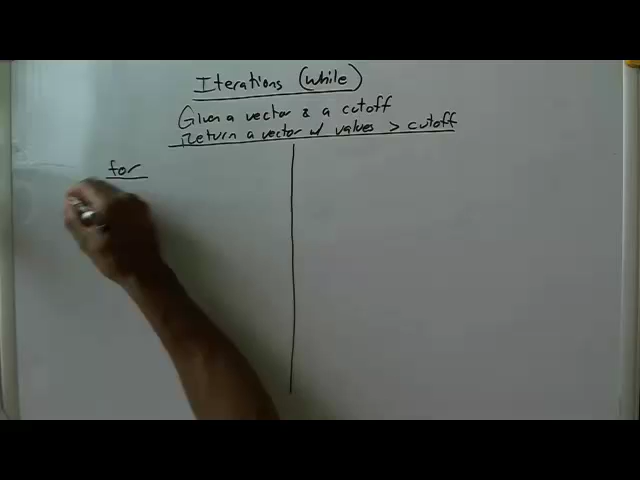 Iterations (while)
Given a vector & a cutoff
Return a vector w/ values > cutoff
for